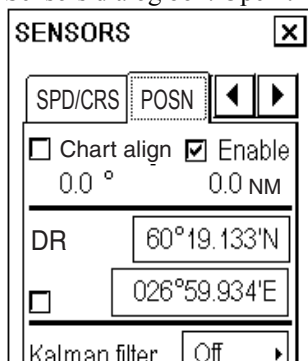 SENSORS
SPD/CRS POSN
Chart align Enable
0.0 ° 0.0 NM
DR 60°19.133'N
026°59.934'E
Kalman filter Off